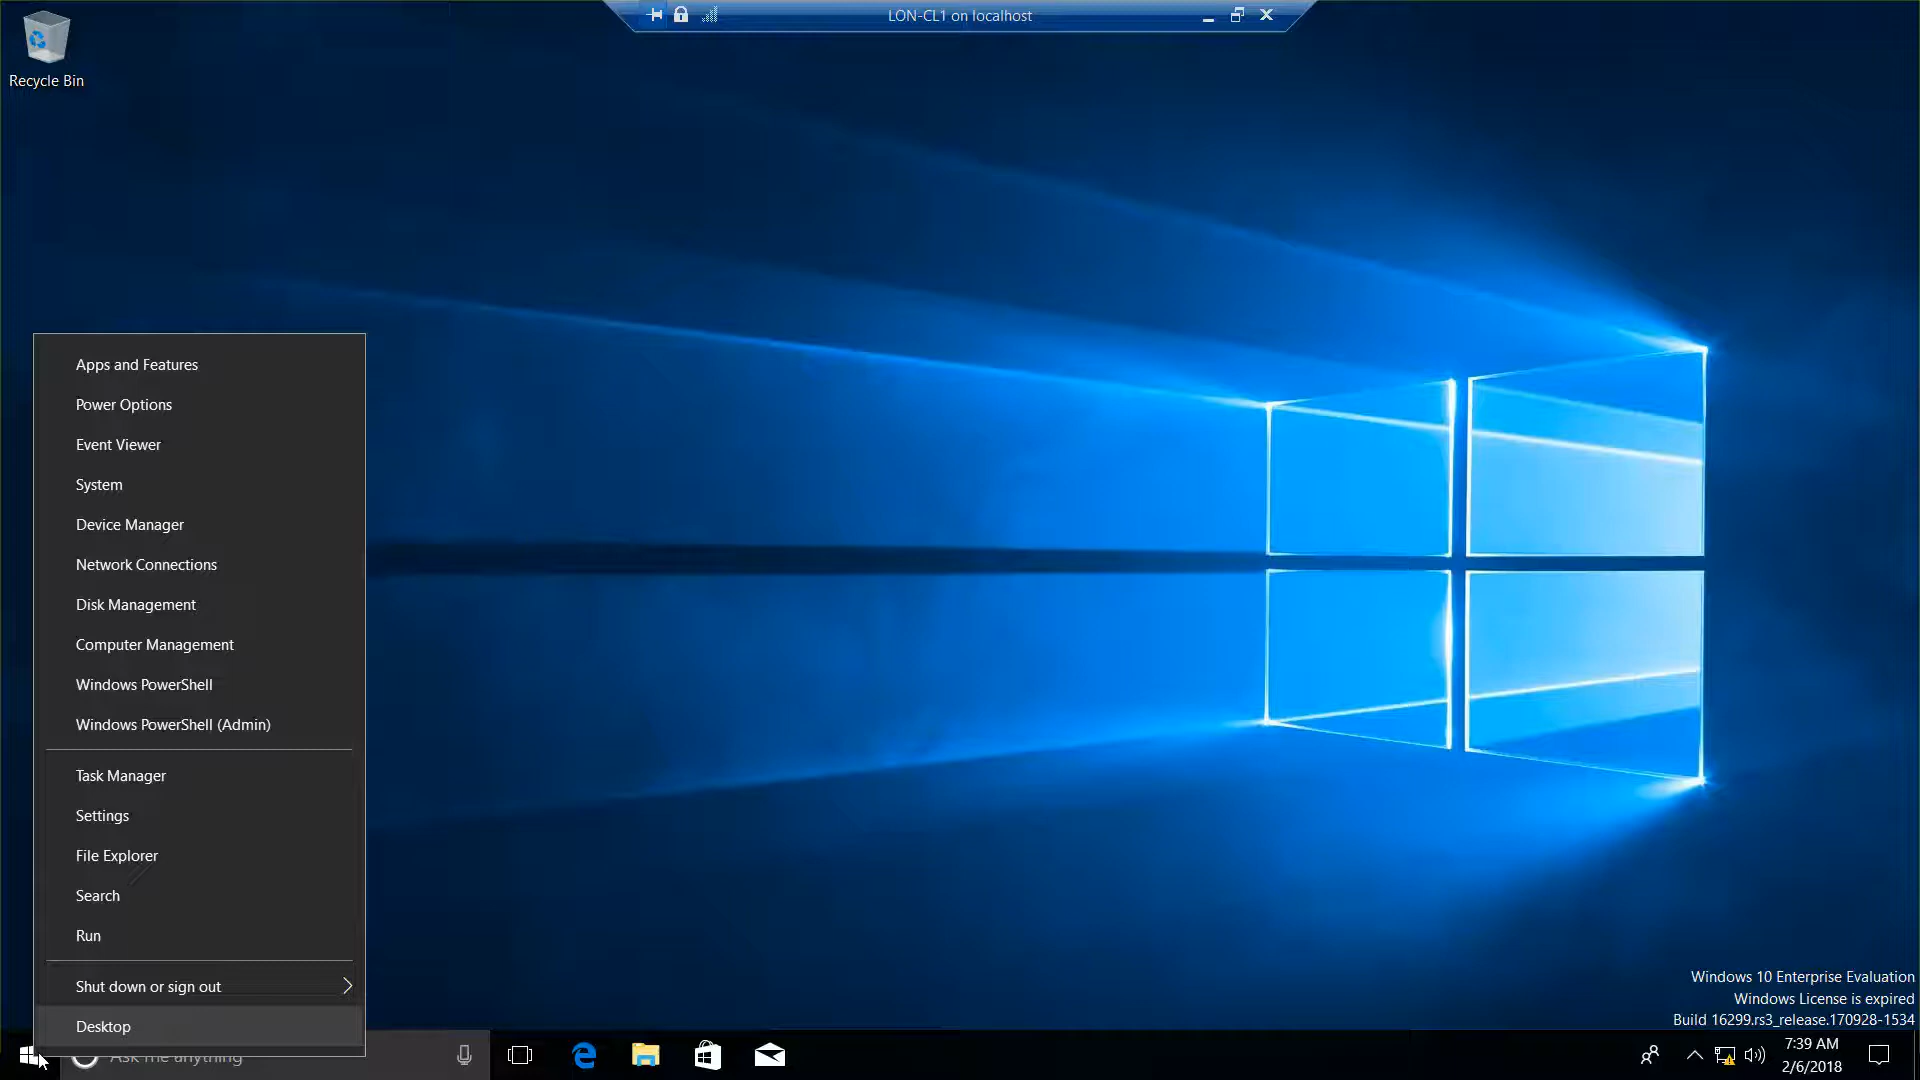 LON-CL1 on localhost
Recycle Bin
Apps and Features
Power Options
Event Viewer
System
Device Manager
Network Connections
Disk Management
Computer Management
Windows PowerShell
Windows PowerShell (Admin)
Task Manager
Settings
File Explorer
Search
Run
Shut down or sign out
Desktop
Ask me anything
Windows 10 Enterprise Evaluation
Windows License is expired
Build 16299.rs3_release.170928-1534
7:39 AM
2/6/2018